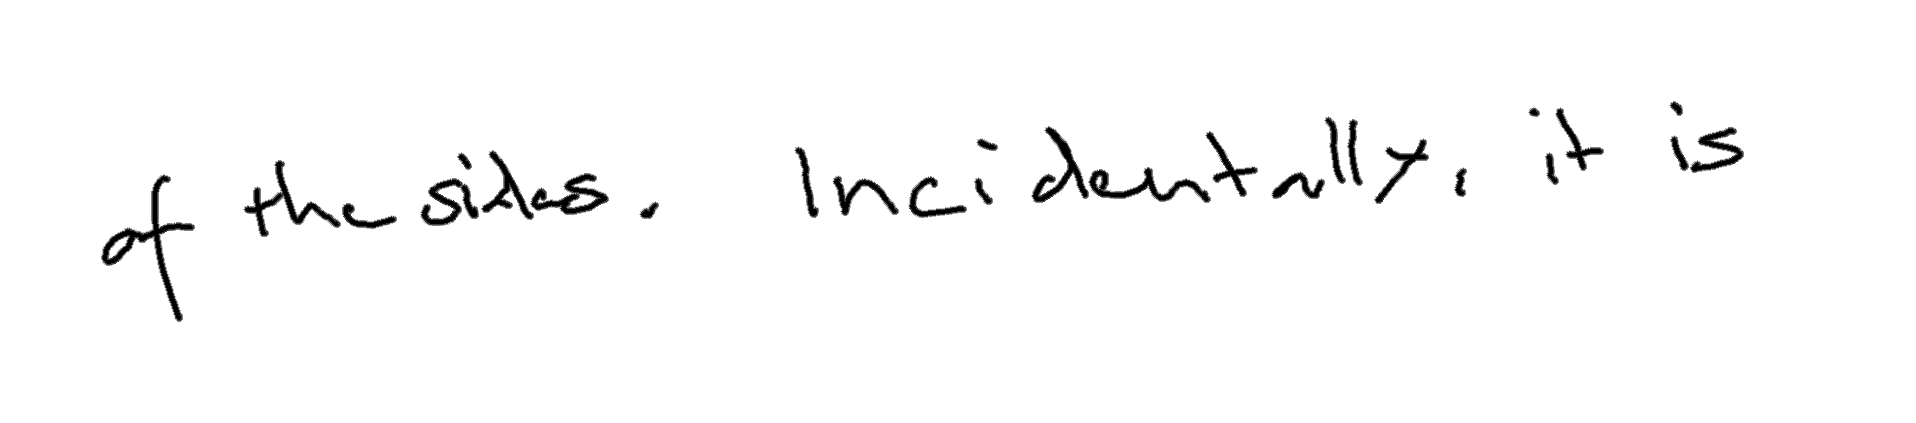 of the sides. Incidentally, it is